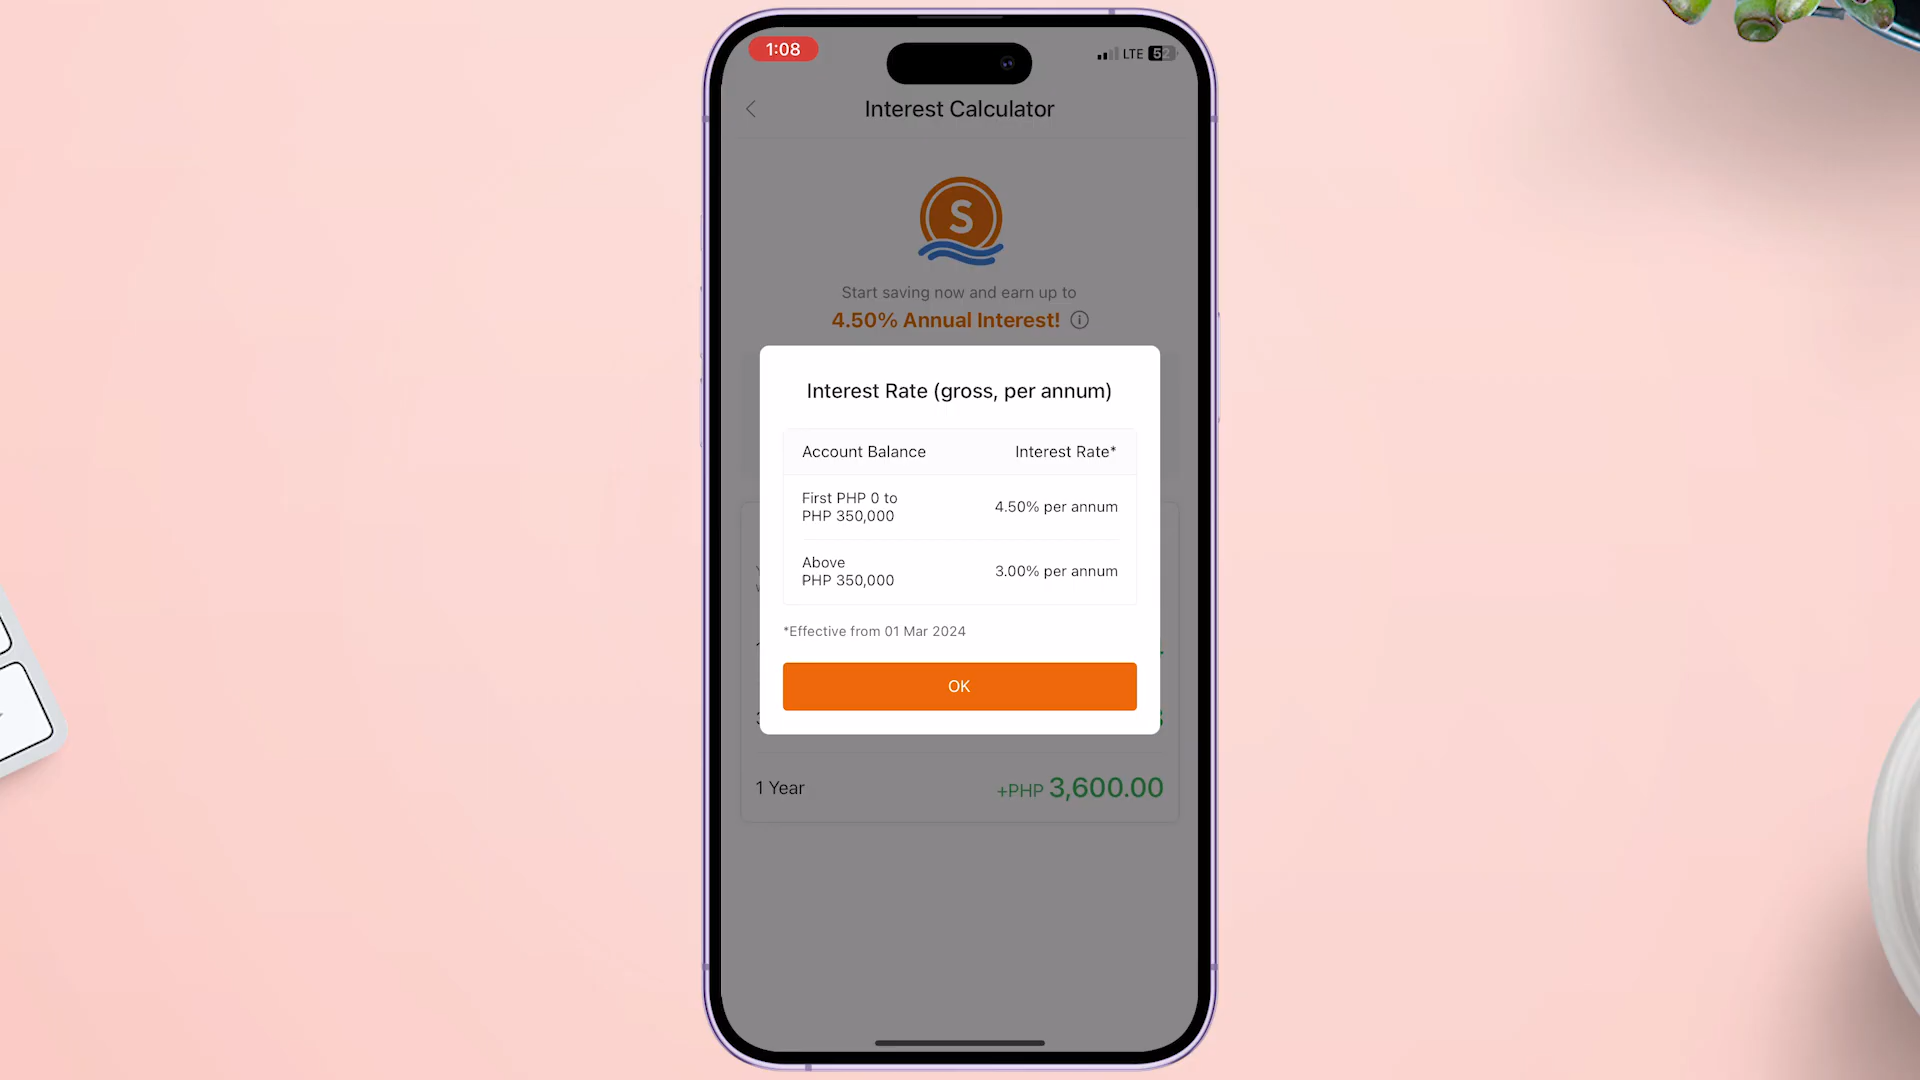 1:08
LTE 52
Interest Calculator
S
Start saving now and earn up to
4.50% Annual Interest!
Interest Rate (gross, per annum)
Account Balance Interest Rate*
First PHP 0 to
PHP 350,000
4.50% per annum
Above
PHP 350,000
3.00% per annum
*Effective from 01 Mar 2024
OK
1 Year +PHP 3,600.00